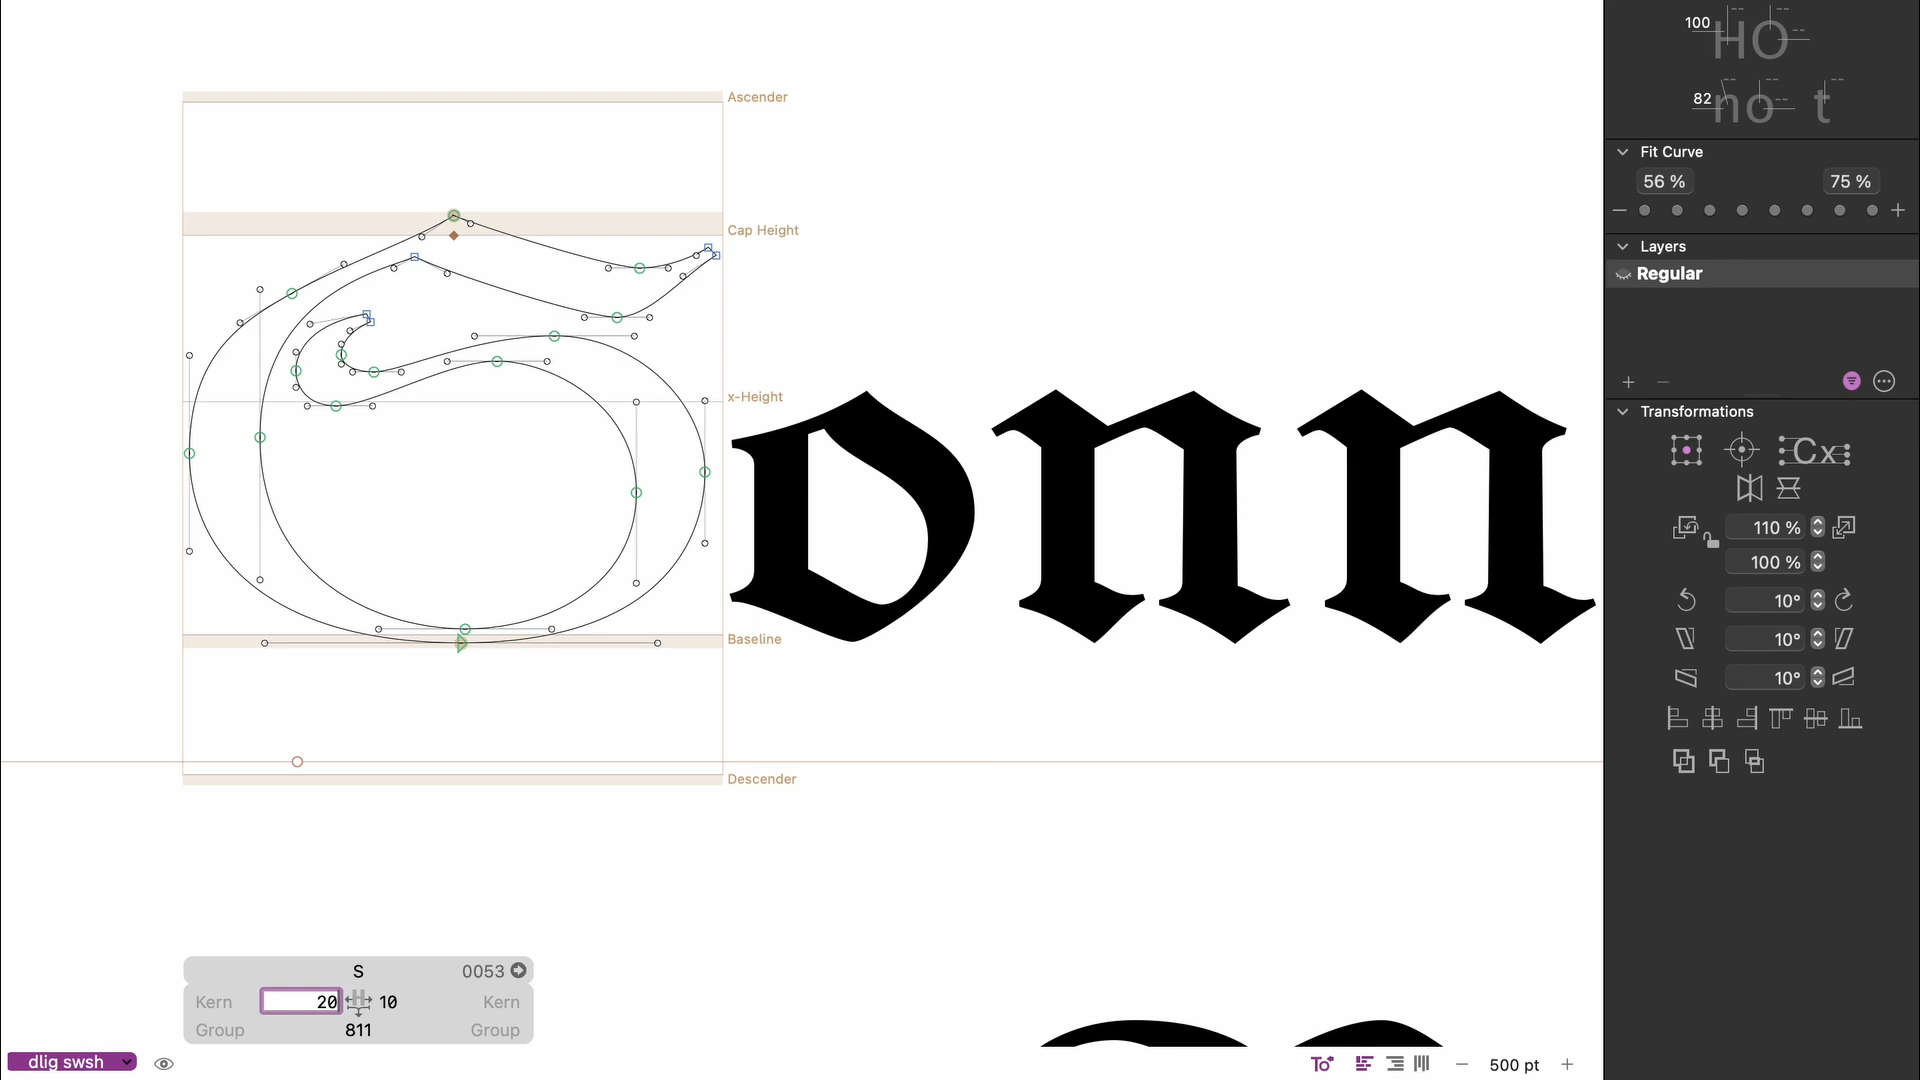 100 HO
82 no t
Fit Curve
56 % 75 %
Layers
Regular
Transformations
Cx
110 %
100 %
10°
10°
10°
Ascender
Cap Height
x-Height
Baseline
Descender
S onn
S 0053
Kern 20 H 10 Kern
Group 811 Group
dlig swsh
To
500 pt